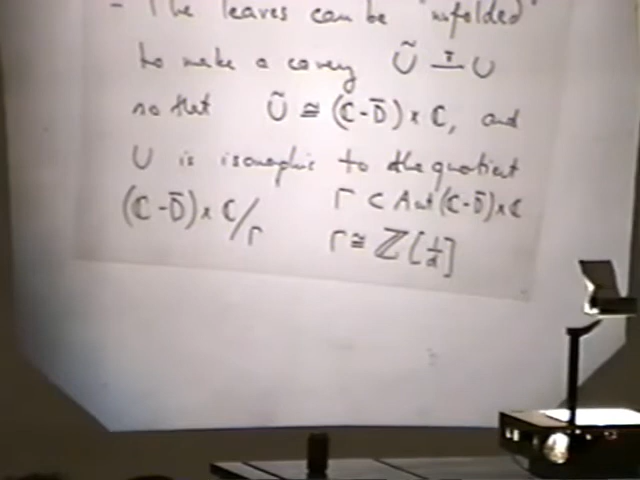 - The leaves can be "unfolded"
to make a covering Ũ —π→ U
so that Ũ ≅ (ℂ-D̄) × ℂ, and
U is isomorphic to the quotient
(ℂ-D̄) × ℂ/Γ Γ ⊂ Aut (ℂ-D̄) × ℂ
Γ ≅ ℤ[1/d]